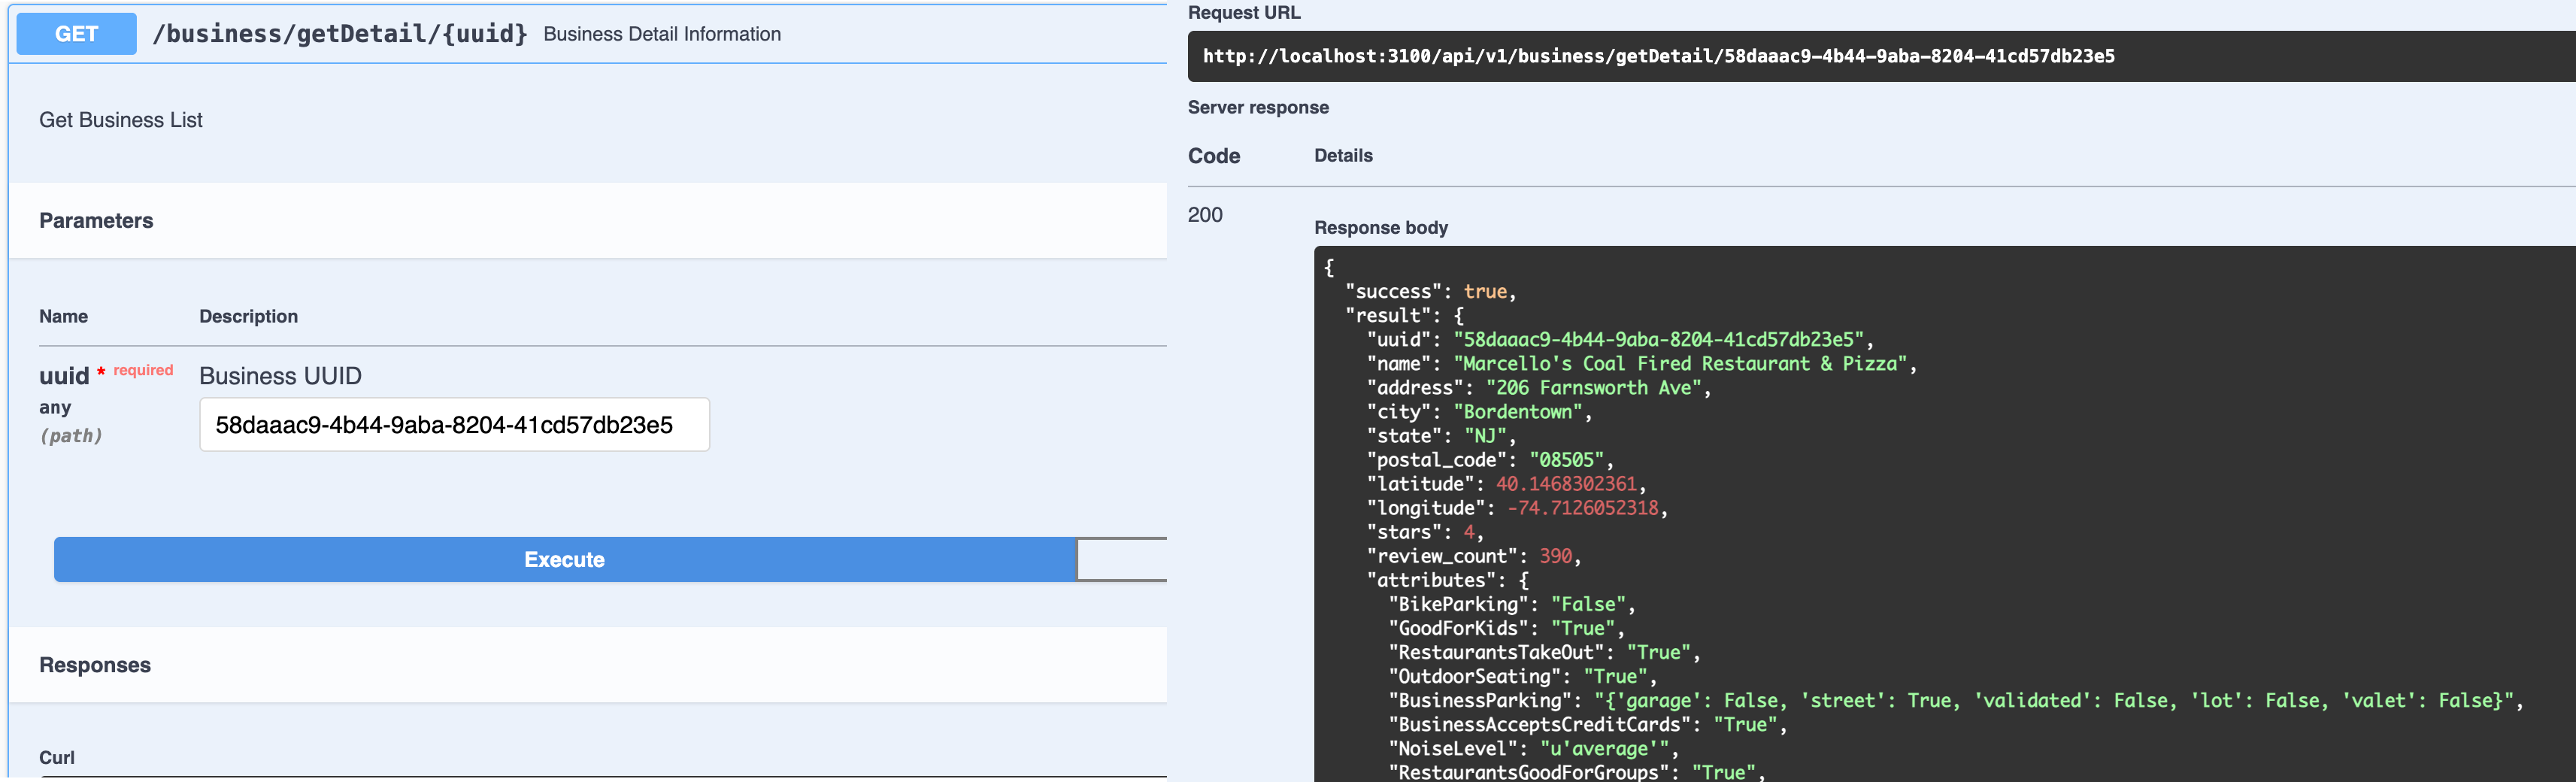 GET /business/getDetail/{uuid} Business Detail Information
Get Business List
Parameters
Name Description
uuid * required Business UUID
any
(path)
58daaac9-4b44-9aba-8204-41cd57db23e5
Execute
Responses
Curl
Request URL
http://localhost:3100/api/v1/business/getDetail/58daaac9-4b44-9aba-8204-41cd57db23e5
Server response
Code Details
200
Response body
{
"success": true,
"result": {
"uuid": "58daaac9-4b44-9aba-8204-41cd57db23e5",
"name": "Marcello's Coal Fired Restaurant & Pizza",
"address": "206 Farnsworth Ave",
"city": "Bordentown",
"state": "NJ",
"postal_code": "08505",
"latitude": 40.1468302361,
"longitude": -74.7126052318,
"stars": 4,
"review_count": 390,
"attributes": {
"BikeParking": "False",
"GoodForKids": "True",
"RestaurantsTakeOut": "True",
"OutdoorSeating": "True",
"BusinessParking": "{'garage': False, 'street': True, 'validated': False, 'lot': False, 'valet': False}",
"BusinessAcceptsCreditCards": "True",
"NoiseLevel": "u'average'",
"RestaurantsGoodForGroups": "True",